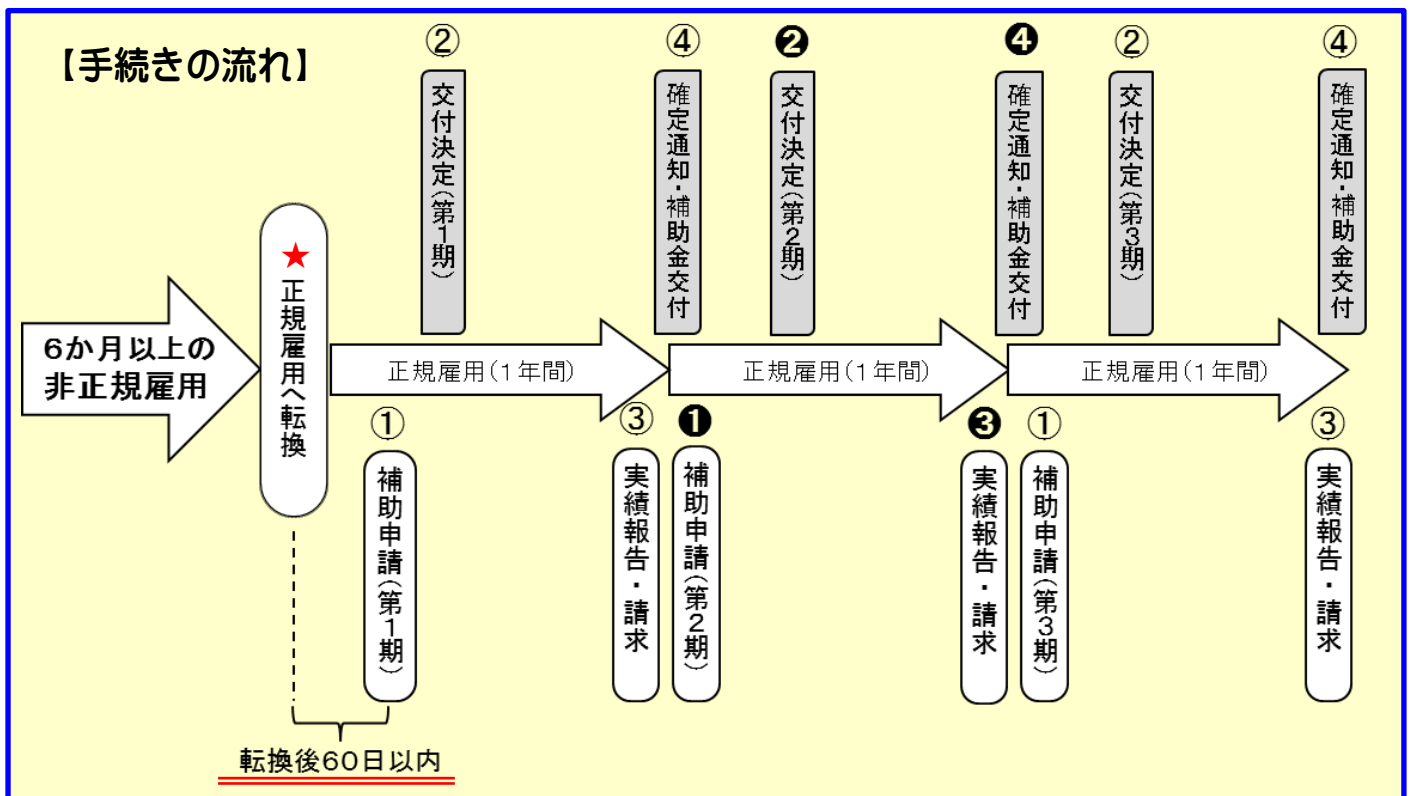 【手続きの流れ】
②
交付決定(第1期)
④
確定通知・補助金交付
❷
交付決定(第2期)
❹
確定通知・補助金交付
②
交付決定(第3期)
④
確定通知・補助金交付
6か月以上の
非正規雇用
★正規雇用へ転換
正規雇用(1年間)
正規雇用(1年間)
正規雇用(1年間)
①
補助申請(第1期)
③
実績報告・請求
❶
補助申請(第2期)
❸
実績報告・請求
①
補助申請(第3期)
③
実績報告・請求
転換後60日以内